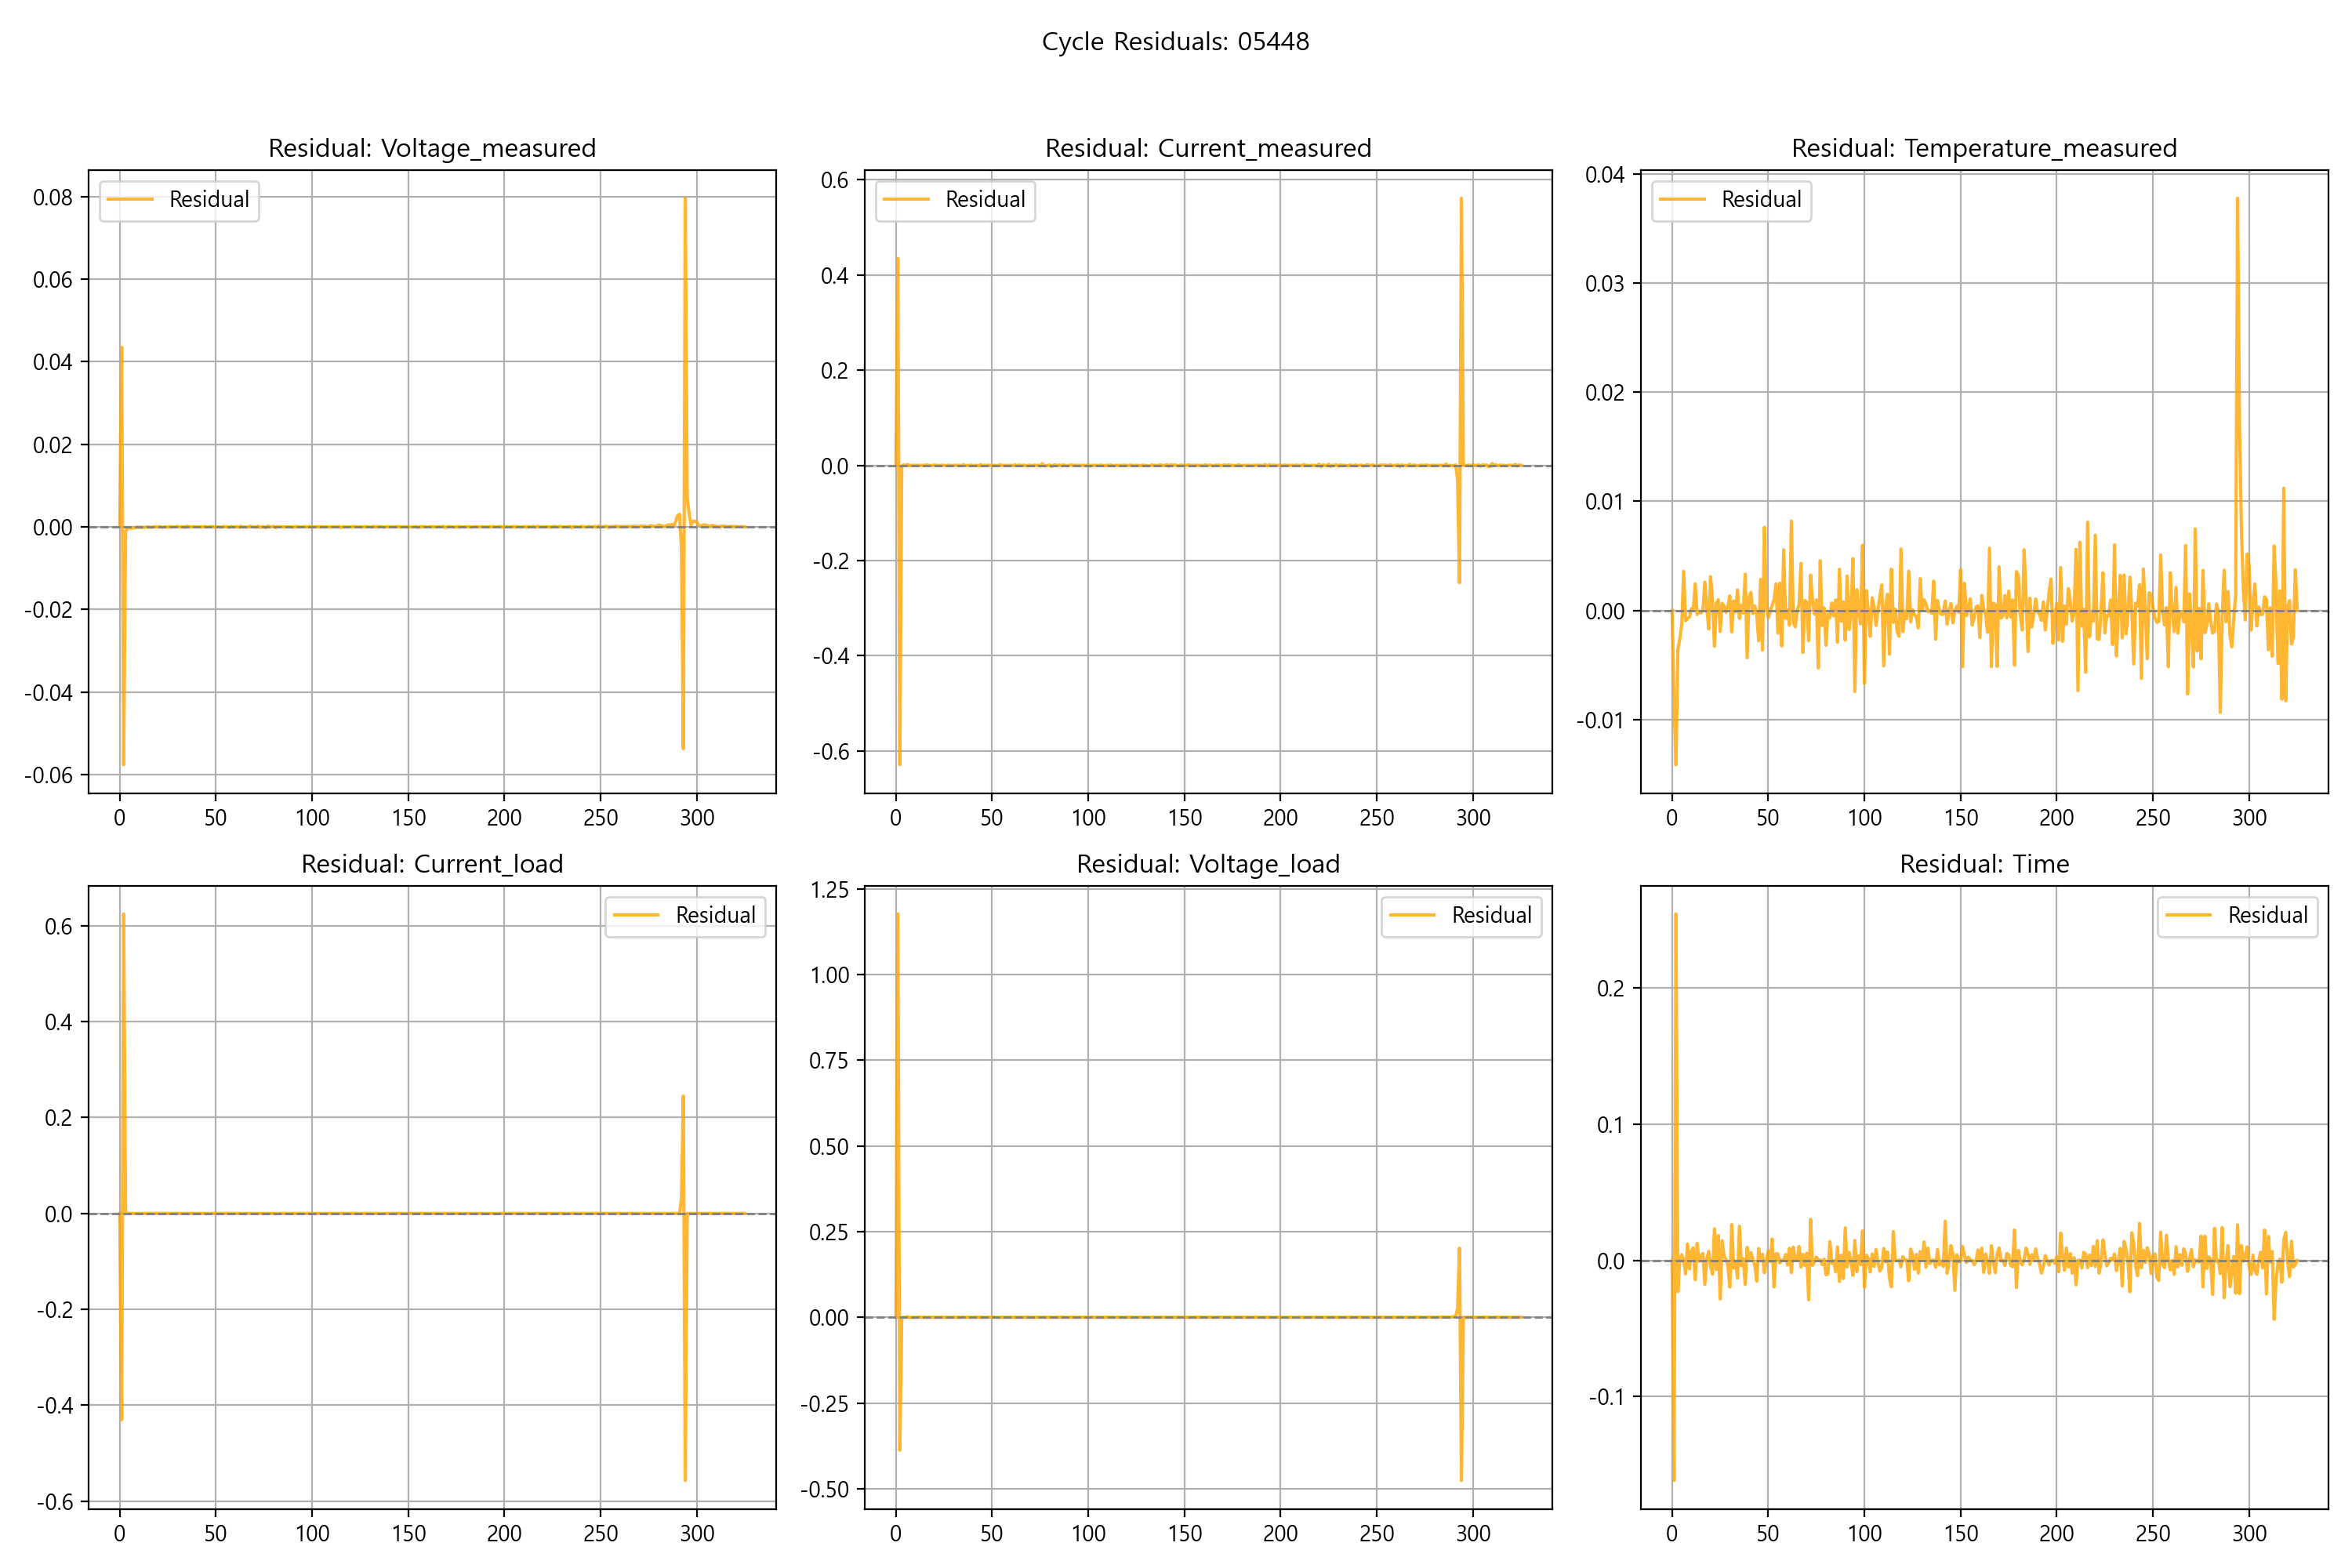 Cycle Residuals: 05448
Residual: Voltage_measured
Residual
0.08
0.06
0.04
0.02
0.00
-0.02
-0.04
-0.06
0 50 100 150 200 250 300
Residual: Current_measured
Residual
0.6
0.4
0.2
0.0
-0.2
-0.4
-0.6
0 50 100 150 200 250 300
Residual: Temperature_measured
Residual
0.04
0.03
0.02
0.01
0.00
-0.01
0 50 100 150 200 250 300
Residual: Current_load
Residual
0.6
0.4
0.2
0.0
-0.2
-0.4
-0.6
0 50 100 150 200 250 300
Residual: Voltage_load
Residual
1.25
1.00
0.75
0.50
0.25
0.00
-0.25
-0.50
0 50 100 150 200 250 300
Residual: Time
Residual
0.2
0.1
0.0
-0.1
0 50 100 150 200 250 300